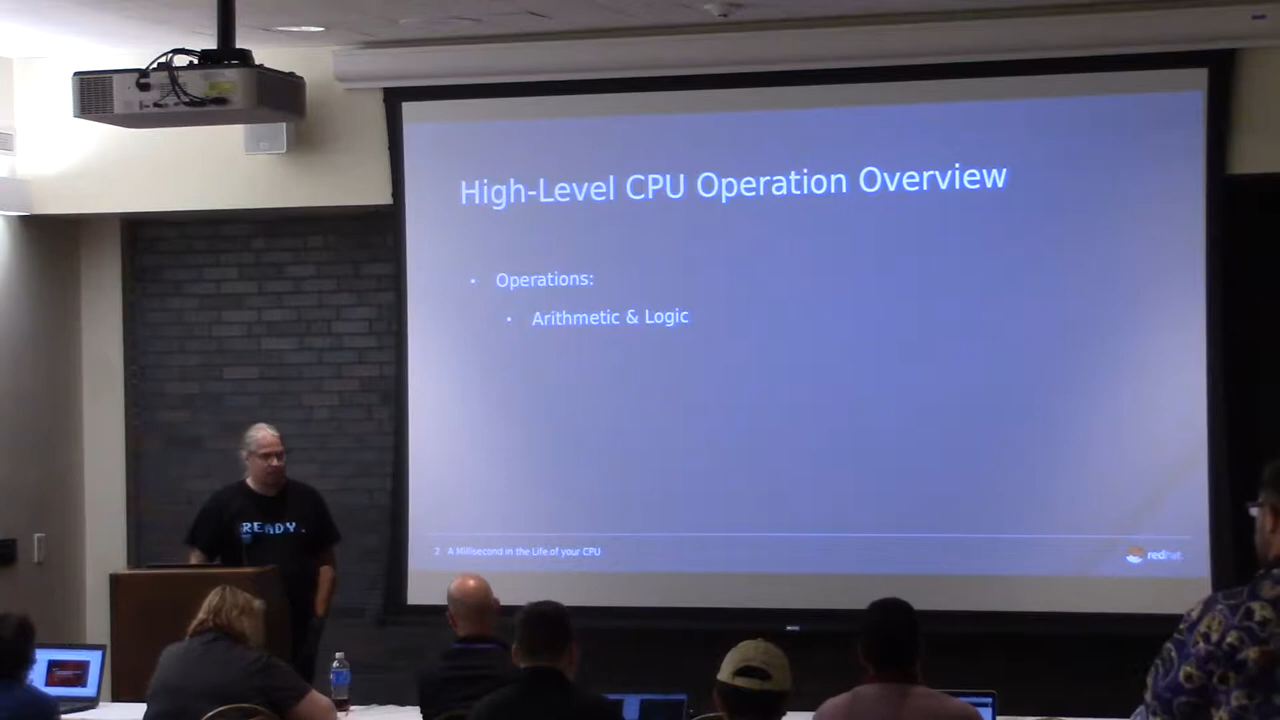 High-Level CPU Operation Overview
• Operations:
• Arithmetic & Logic
READY.
2 A Millisecond in the Life of your CPU
redhat